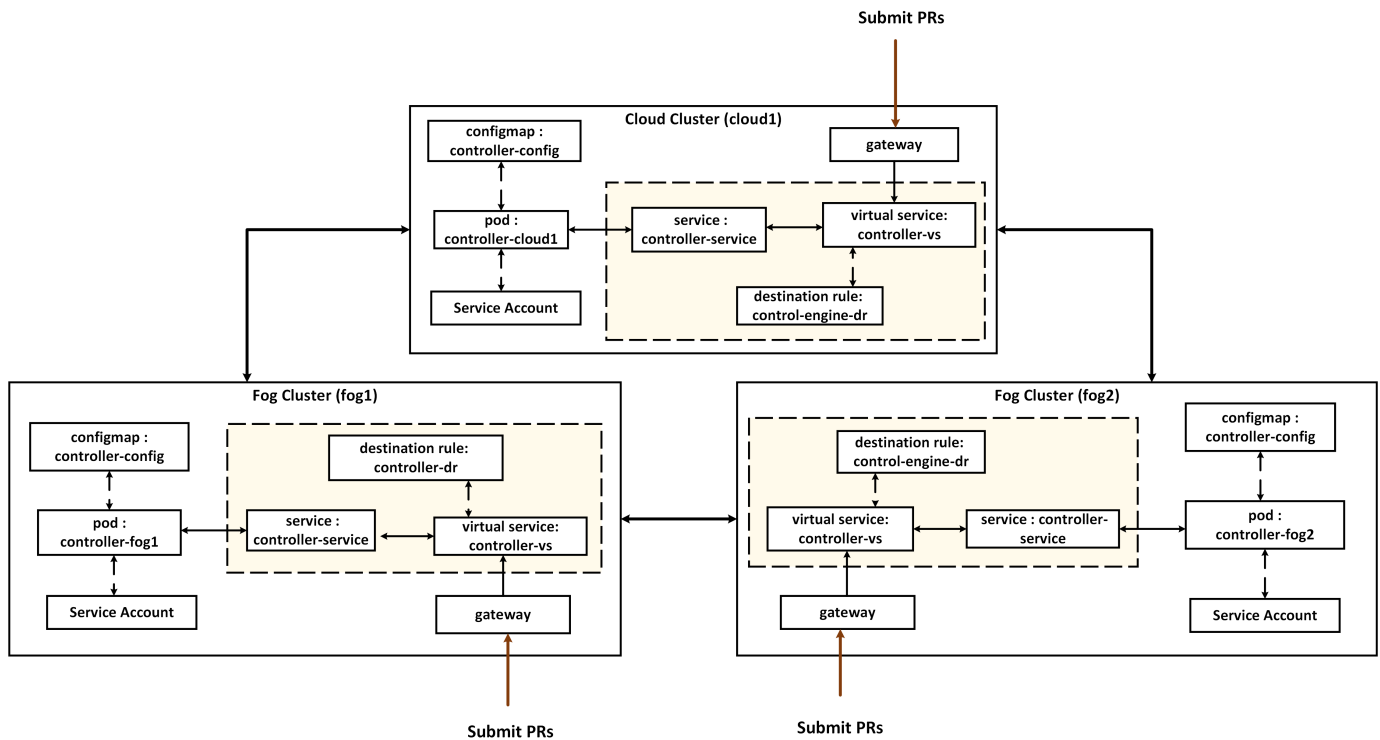 Submit PRs
Cloud Cluster (cloud1)
configmap :
controller-config
gateway
pod :
controller-cloud1
service :
controller-service
virtual service:
controller-vs
Service Account
destination rule:
control-engine-dr
Fog Cluster (fog1)
configmap :
controller-config
destination rule:
controller-dr
pod :
controller-fog1
service :
controller-service
virtual service:
controller-vs
Service Account
gateway
Submit PRs
Fog Cluster (fog2)
destination rule:
control-engine-dr
configmap :
controller-config
virtual service:
controller-vs
service : controller-
service
pod :
controller-fog2
gateway
Service Account
Submit PRs